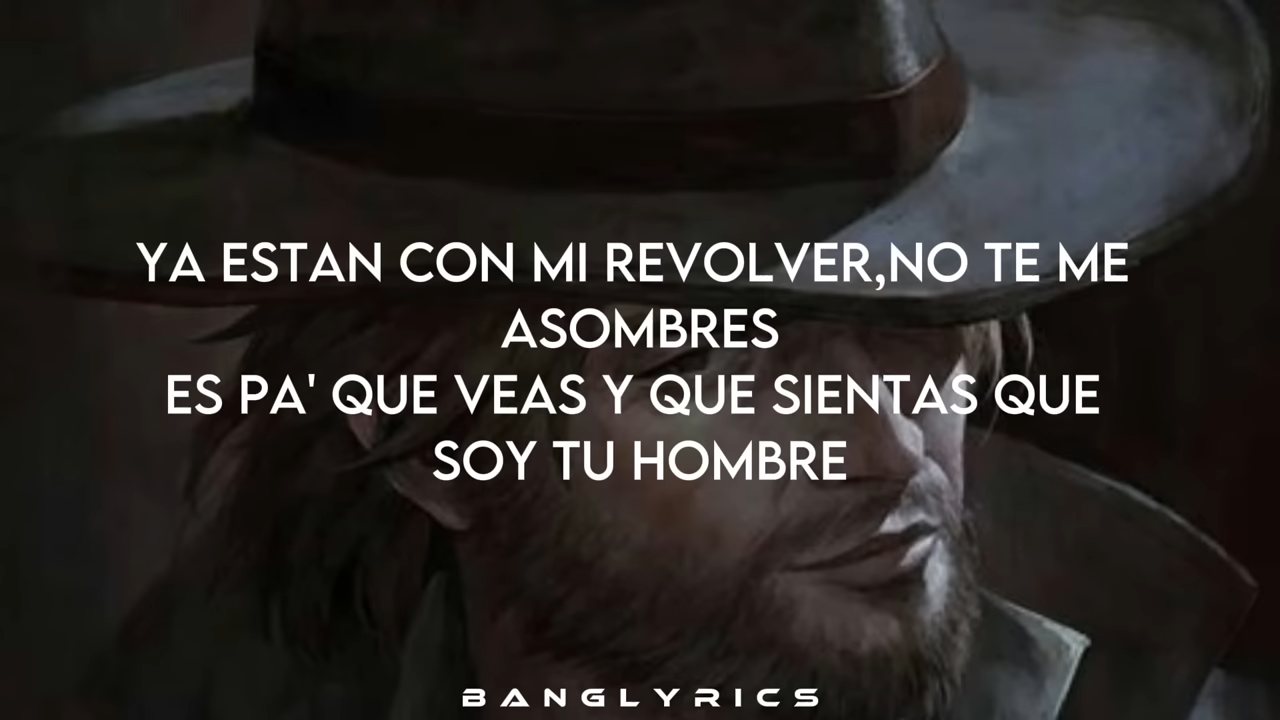 YA ESTAN CON MI REVOLVER,NO TE ME
ASOMBRES
ES PA' QUE VEAS Y QUE SIENTAS QUE
SOY TU HOMBRE
BANGLYRICS